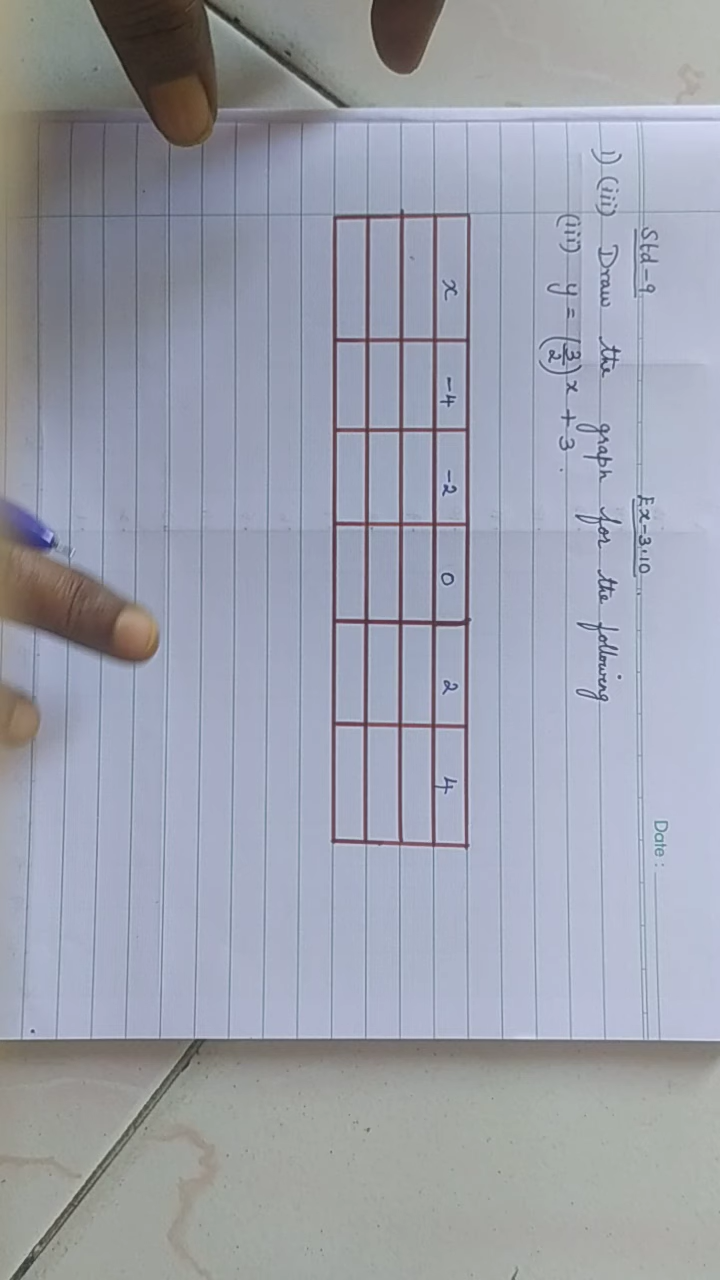 Date :
Std-9 Ex-3.10
1) (iii) Draw the graph for the following
(iii) y = (3/2)x + 3.
x -4 -2 0 2 4